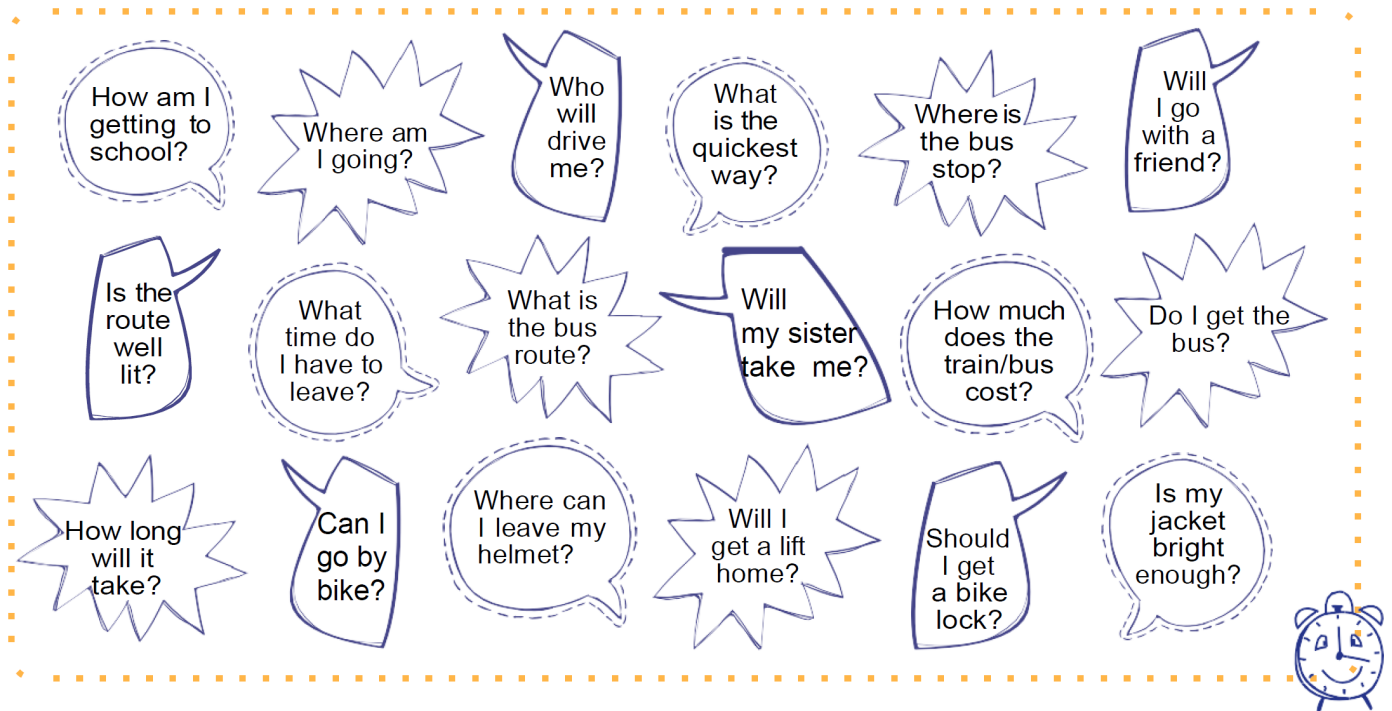 How am I
getting to
school?
Where am
I going?
Who
will
drive
me?
What
is the
quickest
way?
Where is
the bus
stop?
Will
I go
with a
friend?
Is the
route
well
lit?
What
time do
I have to
leave?
What is
the bus
route?
Will
my sister
take me?
How much
does the
train/bus
cost?
Do I get the
bus?
How long
will it
take?
Can I
go by
bike?
Where can
I leave my
helmet?
Will I
get a lift
home?
Should
I get
a bike
lock?
Is my
jacket
bright
enough?